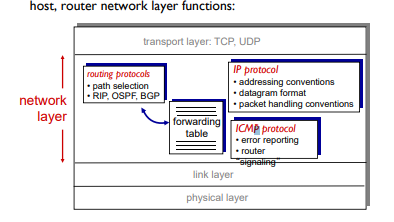 host, router network layer functions:
transport layer: TCP, UDP
routing protocols
• path selection
• RIP, OSPF, BGP
network
layer
forwarding
table
IP protocol
• addressing conventions
• datagram format
• packet handling conventions
ICMP protocol
• error reporting
• router
"signaling"
link layer
physical layer